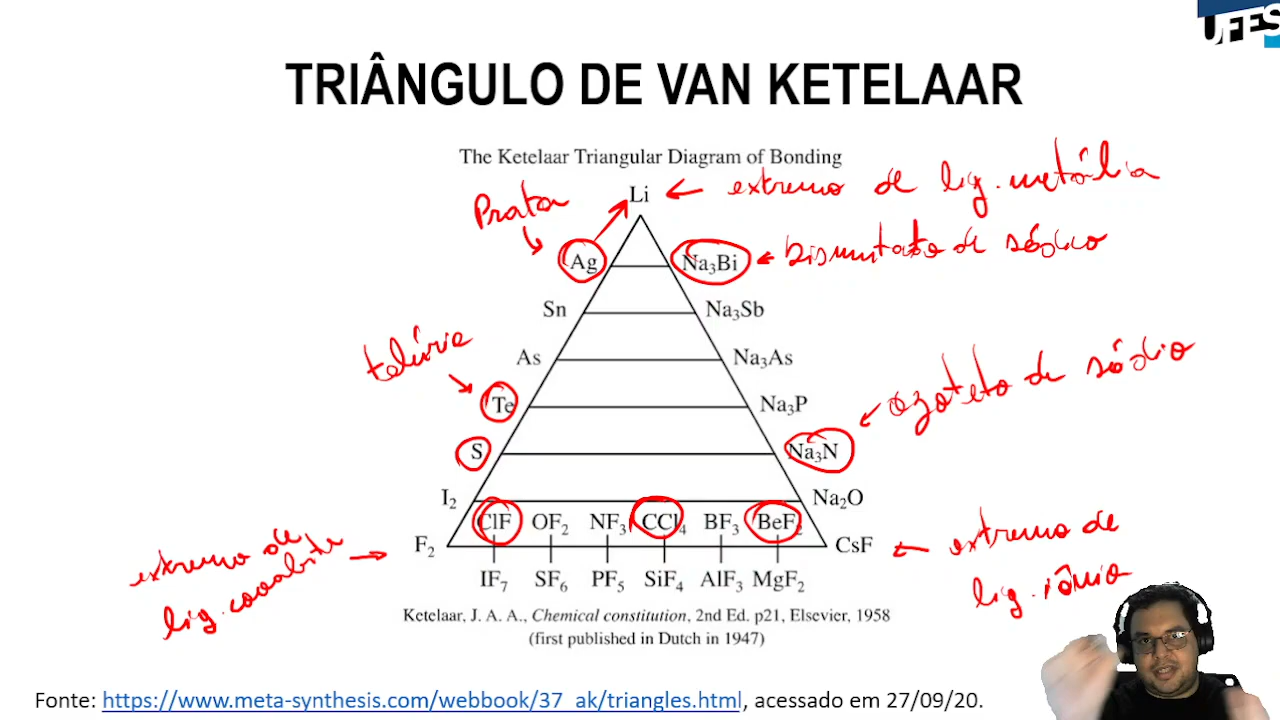 UFES
TRIÂNGULO DE VAN KETELAAR
The Ketelaar Triangular Diagram of Bonding
Li ← extremo de lig. metália
Prata
Ag Na₃Bi ← Bismutato de sódio
Sn Na₃Sb
As Na₃As
telúrio
Te Na₃P
azoteto de sódio
S Na₃N
I₂ Na₂O
ClF OF₂ NF₃ CCl₄ BF₃ BeF₂
F₂ CsF
extremo de
lig. covalente
extremo de
lig. iônio
IF₇ SF₆ PF₅ SiF₄ AlF₃ MgF₂
Ketelaar, J. A. A., Chemical constitution, 2nd Ed. p21, Elsevier, 1958
(first published in Dutch in 1947)
Fonte: https://www.meta-synthesis.com/webbook/37_ak/triangles.html, acessado em 27/09/20.